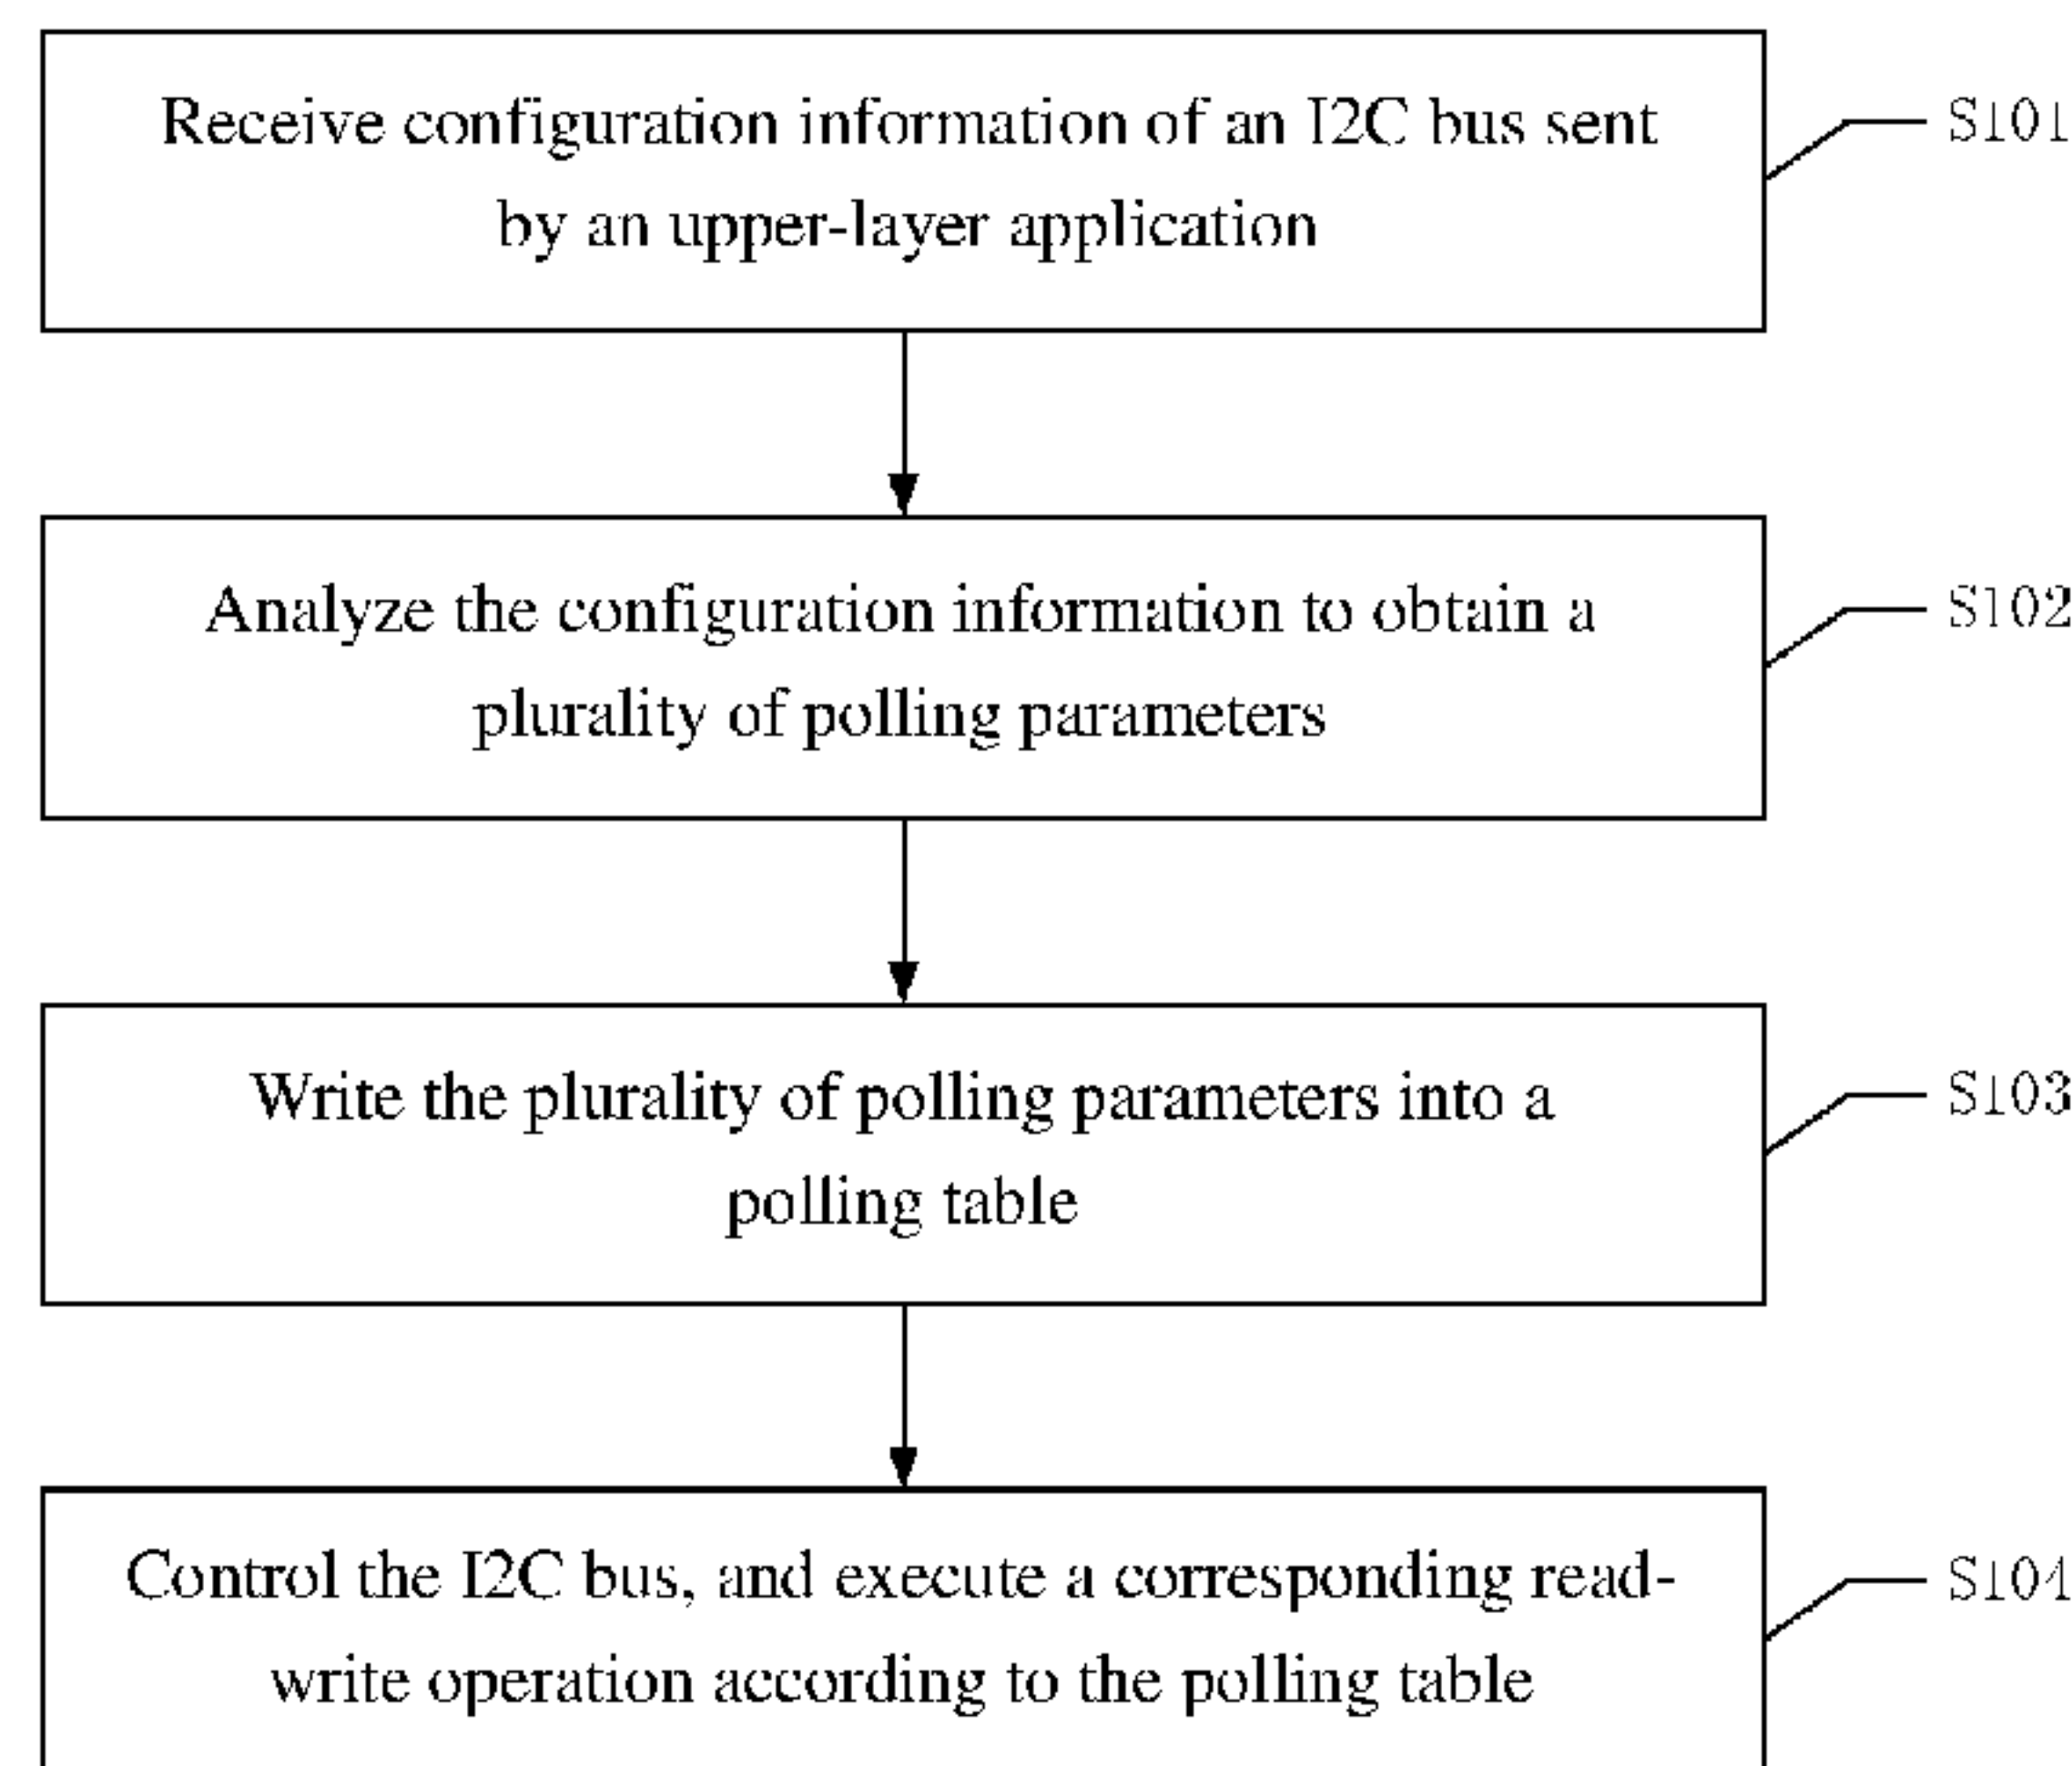 Receive configuration information of an I2C bus sent
by an upper-layer application
S101
Analyze the configuration information to obtain a
plurality of polling parameters
S102
Write the plurality of polling parameters into a
polling table
S103
Control the I2C bus, and execute a corresponding read-
write operation according to the polling table
S104